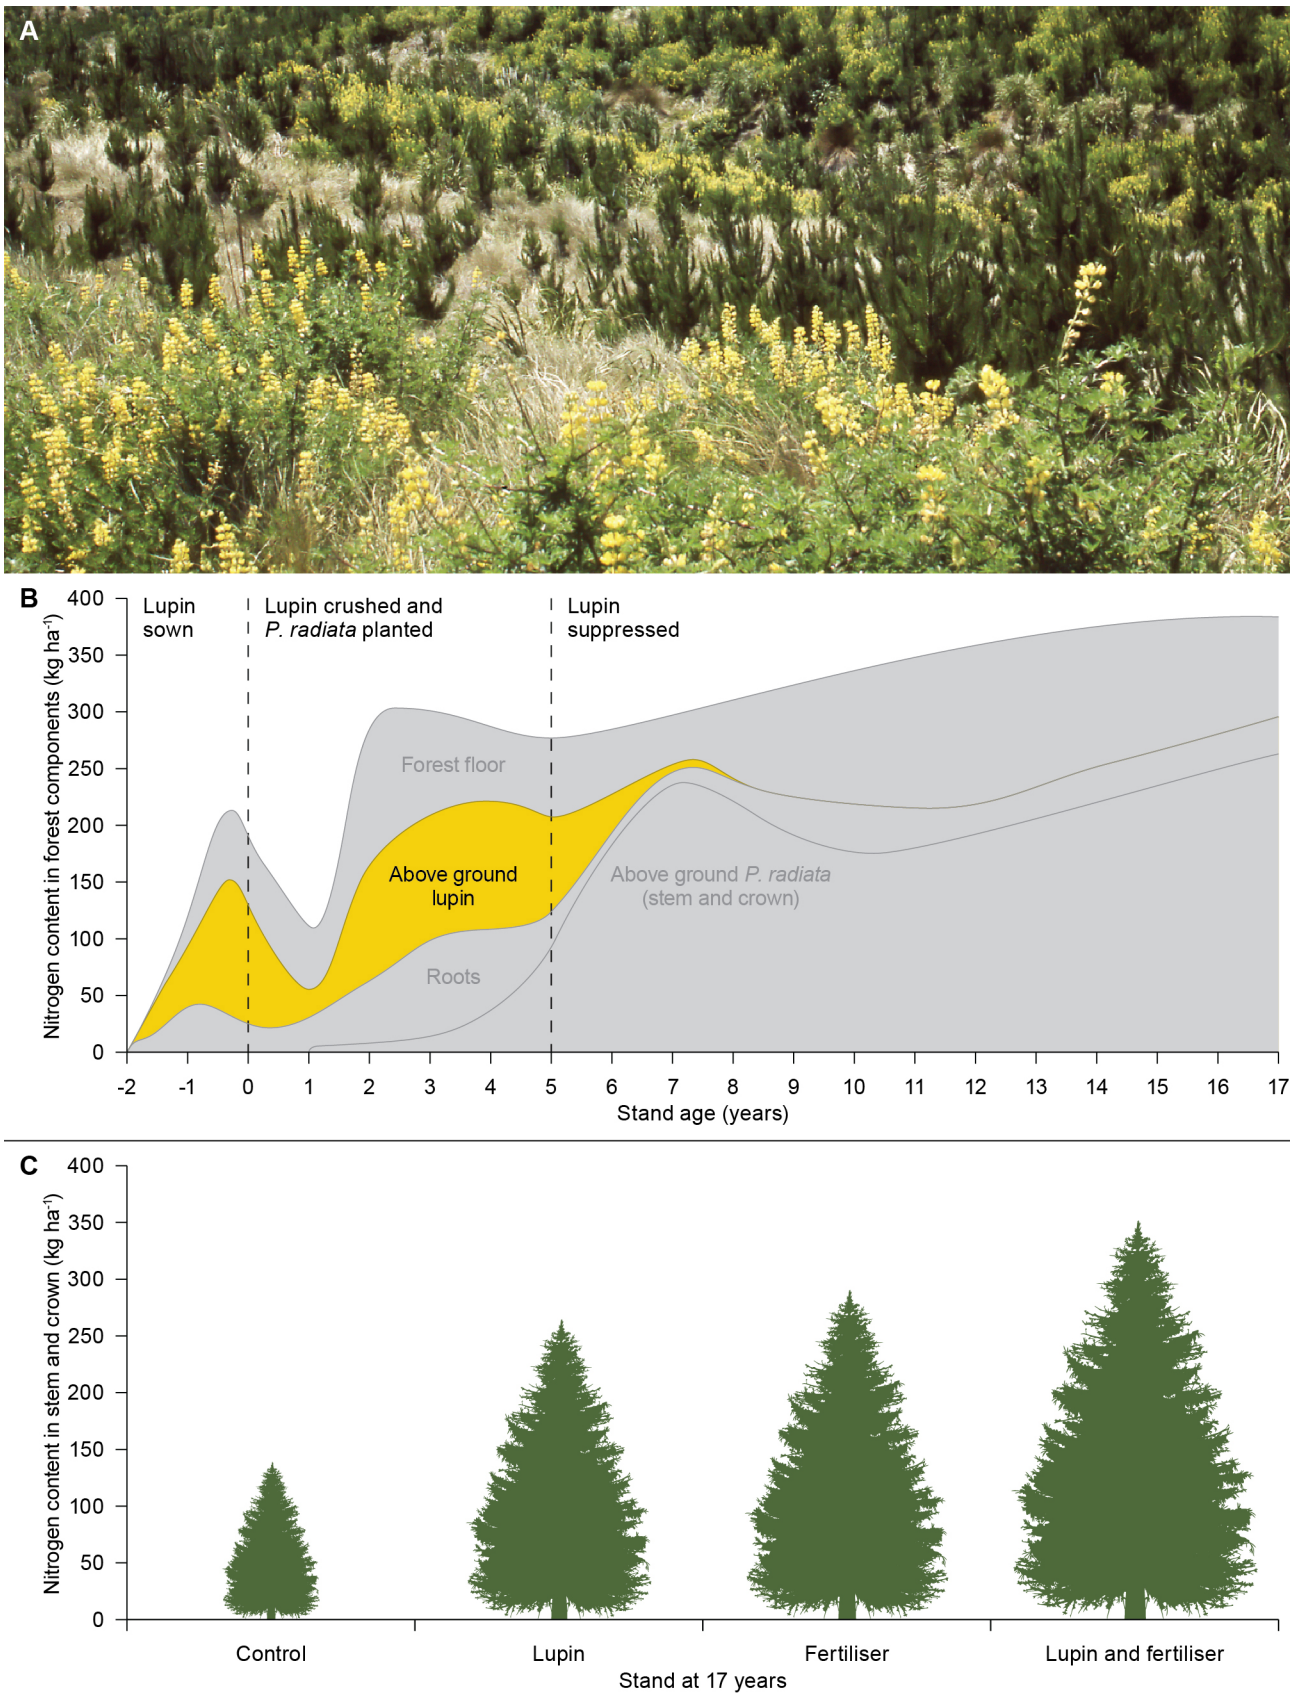 A
B
Nitrogen content in forest components (kg ha⁻¹)
400
350
300
250
200
150
100
50
0
Lupin
sown
Lupin crushed and
P. radiata planted
Lupin
suppressed
Forest floor
Above ground
lupin
Roots
Above ground P. radiata
(stem and crown)
-2 -1 0 1 2 3 4 5 6 7 8 9 10 11 12 13 14 15 16 17
Stand age (years)
C
Nitrogen content in stem and crown (kg ha⁻¹)
400
350
300
250
200
150
100
50
0
Control Lupin Fertiliser Lupin and fertiliser
Stand at 17 years